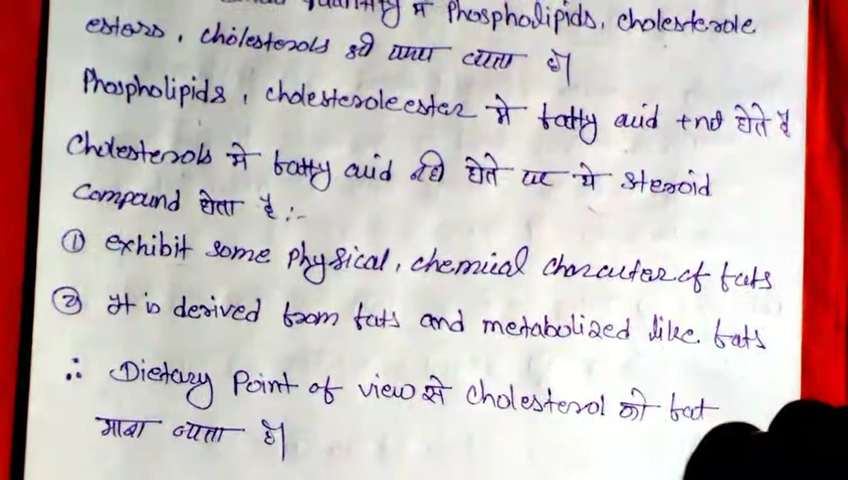 quantity में Phospholipids, cholesterole
esters, cholesterols भी पाया जाता है।
Phospholipids, cholesteroleester में fatty acid होते है
Cholesterols में fatty acid नही होते पर ये steroid
Compound होता है :-
① exhibit some physical, chemical character of fats
② It is derived from fats and metabolized like fats
∴ Dietary Point of view से cholesterol को fat
माना जाता है।